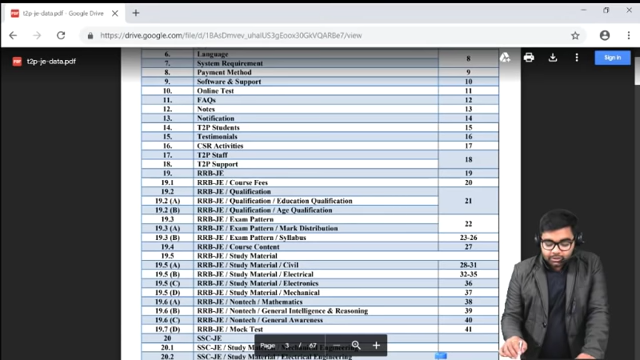 t2p-je-data.pdf - Google Drive
https://drive.google.com/file/d/18AsDmvev_uhaIUS3gEoox30GkVQARBe7/view
t2p-je-data.pdf
Sign in
6. Language 8
7. System Requirement
8. Payment Method 9
9. Software & Support 10
10. Online Test 11
11. FAQs 12
12. Notes 13
13. Notification 14
14. T2P Students 15
15. Testimonials 16
16. CSR Activities 17
17. T2P Staff 18
18. T2P Support
19. RRB-JE 19
19.1 RRB-JE / Course Fees 20
19.2 RRB-JE / Qualification 21
19.2 (A) RRB-JE / Qualification / Education Qualification
19.2 (B) RRB-JE / Qualification / Age Qualification
19.3 RRB-JE / Exam Pattern 22
19.3 (A) RRB-JE / Exam Pattern / Mark Distribution
19.3 (B) RRB-JE / Exam Pattern / Syllabus 23-26
19.4 RRB-JE / Course Content 27
19.5 RRB-JE / Study Material
19.5 (A) RRB-JE / Study Material / Civil 28-31
19.5 (B) RRB-JE / Study Material / Electrical 32-35
19.5 (C) RRB-JE / Study Material / Electronics 36
19.5 (D) RRB-JE / Study Material / Mechanical 37
19.6 (A) RRB-JE / Nontech / Mathematics 38
19.6 (B) RRB-JE / Nontech / General Intelligence & Reasoning 39
19.6 (C) RRB-JE / Nontech / General Awareness 40
19.7 (D) RRB-JE / Mock Test 41
20 SSC-JE
20.1 SSC-JE / Study Material
20.2 SSC-JE / Study Material / Electrical
Page 3 / 67